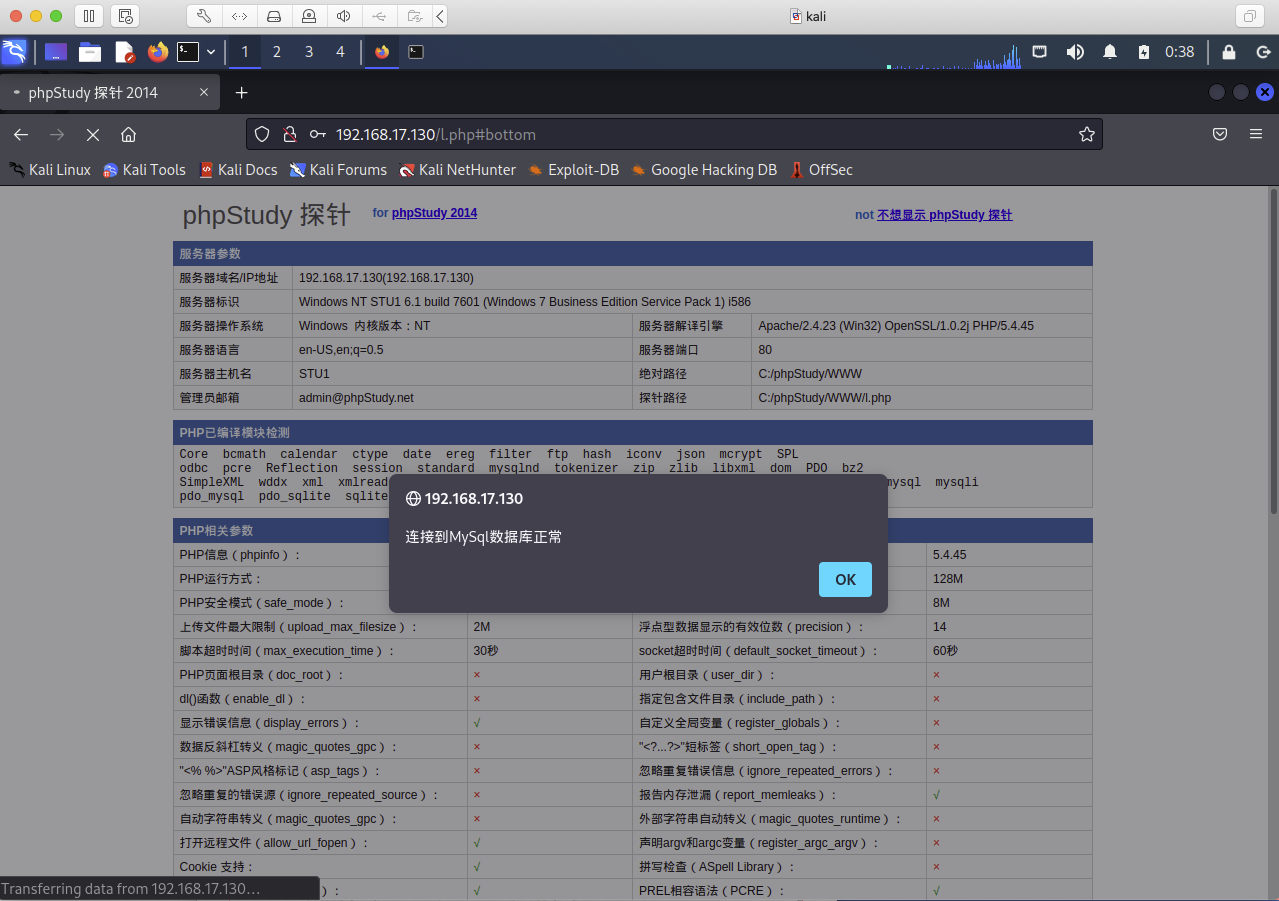 kali
1 2 3 4
0:38
phpStudy 探针 2014
192.168.17.130/l.php#bottom
Kali Linux Kali Tools Kali Docs Kali Forums Kali NetHunter Exploit-DB Google Hacking DB OffSec
phpStudy 探针 for phpStudy 2014 not 不想显示 phpStudy 探针
服务器参数
服务器域名/IP地址 192.168.17.130(192.168.17.130)
服务器标识 Windows NT STU1 6.1 build 7601 (Windows 7 Business Edition Service Pack 1) i586
服务器操作系统 Windows 内核版本：NT 服务器解译引擎 Apache/2.4.23 (Win32) OpenSSL/1.0.2j PHP/5.4.45
服务器语言 en-US,en;q=0.5 服务器端口 80
服务器主机名 STU1 绝对路径 C:/phpStudy/WWW
管理员邮箱 admin@phpStudy.net 探针路径 C:/phpStudy/WWW/l.php
PHP已编译模块检测
Core bcmath calendar ctype date ereg filter ftp hash iconv json mcrypt SPL
odbc pcre Reflection session standard mysqlnd tokenizer zip zlib libxml dom PDO bz2
SimpleXML wddx xml xmlread mysql mysqli
pdo_mysql pdo_sqlite sqlite
192.168.17.130
连接到MySql数据库正常
OK
PHP相关参数
PHP信息（phpinfo）： 5.4.45
PHP运行方式： 128M
PHP安全模式（safe_mode）： 8M
上传文件最大限制（upload_max_filesize）： 2M 浮点型数据显示的有效位数（precision）： 14
脚本超时时间（max_execution_time）： 30秒 socket超时时间（default_socket_timeout）： 60秒
PHP页面根目录（doc_root）： × 用户根目录（user_dir）： ×
dl()函数（enable_dl）： × 指定包含文件目录（include_path）： ×
显示错误信息（display_errors）： √ 自定义全局变量（register_globals）： ×
数据反斜杠转义（magic_quotes_gpc）： × "<?...?>"短标签（short_open_tag）： ×
"<% %>"ASP风格标记（asp_tags）： × 忽略重复错误信息（ignore_repeated_errors）： ×
忽略重复的错误源（ignore_repeated_source）： × 报告内存泄漏（report_memleaks）： √
自动字符串转义（magic_quotes_gpc）： × 外部字符串自动转义（magic_quotes_runtime）： ×
打开远程文件（allow_url_fopen）： √ 声明argv和argc变量（register_argc_argv）： ×
Cookie 支持： √ 拼写检查（ASpell Library）： ×
）： √ PREL相容语法（PCRE）： √
Transferring data from 192.168.17.130…